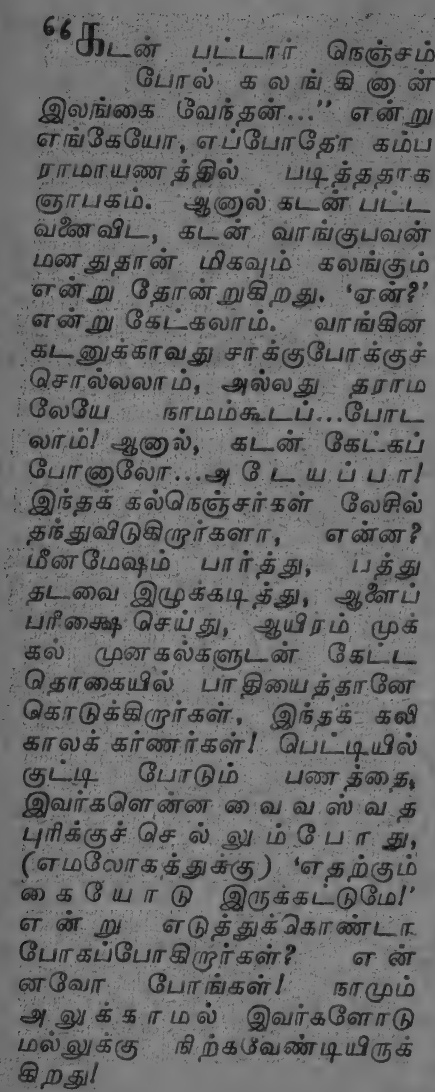 “கடன் பட்டார் நெஞ்சம்
போல் கலங்கினான்
இலங்கை வேந்தன்...” என்று
எங்கேயோ, எப்போதோ கம்ப
ராமாயணத்தில் படித்ததாக
ஞாபகம். ஆனால் கடன் பட்ட
வனைவிட, கடன் வாங்குபவன்
மனதுதான் மிகவும் கலங்கும்
என்று தோன்றுகிறது. ‘ஏன்?’
என்று கேட்கலாம். வாங்கின
கடனுக்காவது சாக்குபோக்குச்
சொல்லலாம், அல்லது தராம
லேயே நாமம்கூடப்...போட
லாம்! ஆனால், கடன் கேட்கப்
போனாலோ...அடேயப்பா!
இந்தக் கல்நெஞ்சர்கள் லேசில்
தந்துவிடுகிறார்களா, என்ன?
மீனமேஷம் பார்த்து, பத்து
தடவை இழுக்கடித்து, ஆளைப்
பரீக்ஷை செய்து, ஆயிரம் முக்
கல் முனகல்களுடன் கேட்ட
தொகையில் பாதியைத்தானே
கொடுக்கிறார்கள், இந்தக் கலி
காலக் கர்ணர்கள்! பெட்டியில்
குட்டி போடும் பணத்தை,
இவர்களென்ன வைவஸ்வத
புரிக்குச் செல்லும்போது,
(எமலோகத்துக்கு) ‘எதற்கும்
கையோடு இருக்கட்டுமே!’
என்று எடுத்துக்கொண்டா
போகப்போகிறார்கள்? என்
னவோ போங்கள்! நாமும்
அலுக்காமல் இவர்களோடு
மல்லுக்கு நிற்கவேண்டியிருக்
கிறது!